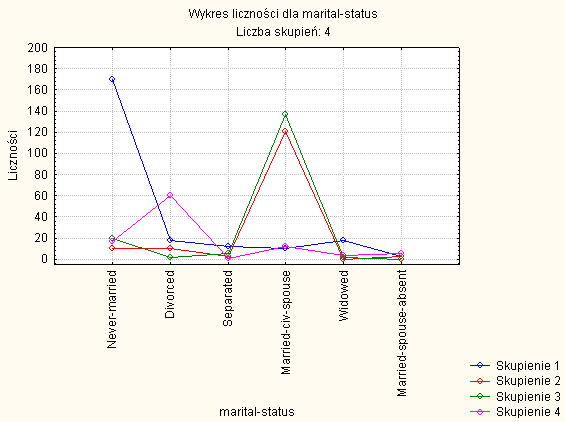 Wykres liczności dla marital-status
Liczba skupień: 4
200
180
160
140
120
100
80
60
40
20
0
Liczności
Never-married
Divorced
Separated
Married-civ-spouse
Widowed
Married-spouse-absent
marital-status
Skupienie 1
Skupienie 2
Skupienie 3
Skupienie 4